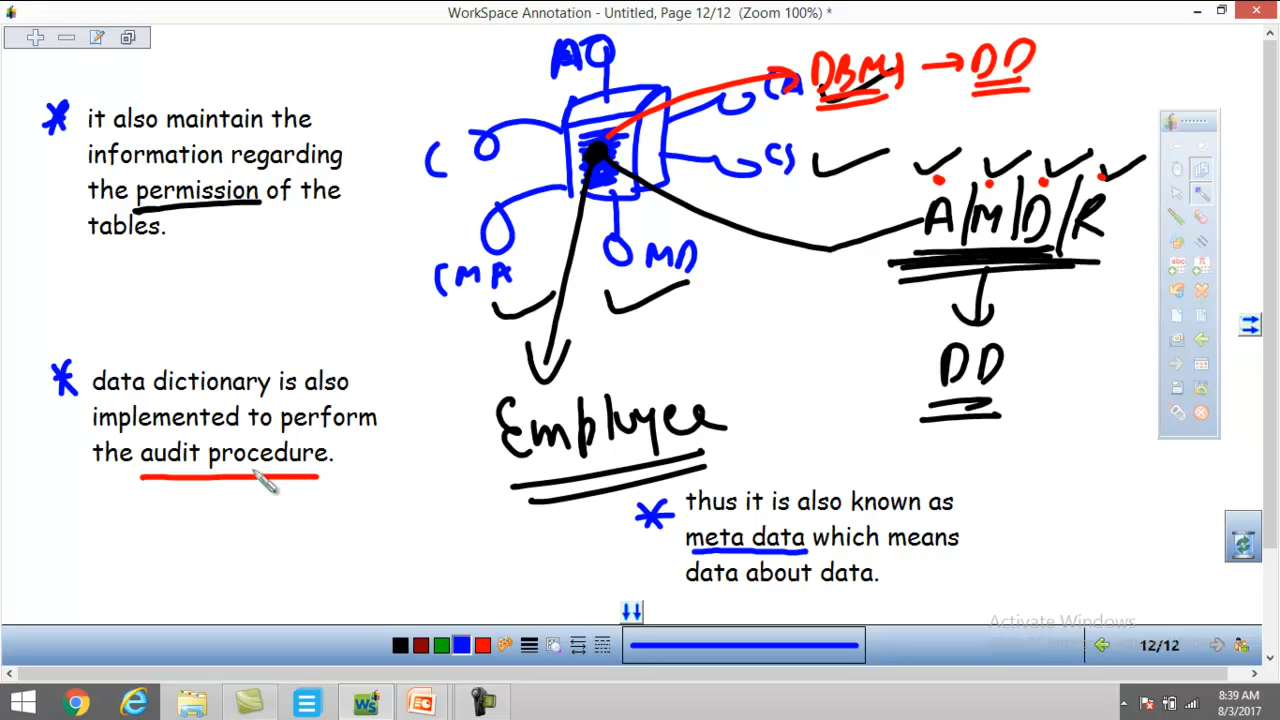 WorkSpace Annotation - Untitled, Page 12/12 (Zoom 100%) *
it also maintain the
information regarding
the permission of the
tables.
AO
CA
DBMS → DD
CS
C
CMA
MD
A/M/D/R
DD
Employee
data dictionary is also
implemented to perform
the audit procedure.
thus it is also known as
meta data which means
data about data.
Activate Windows
12/12
8:39 AM
8/3/2017